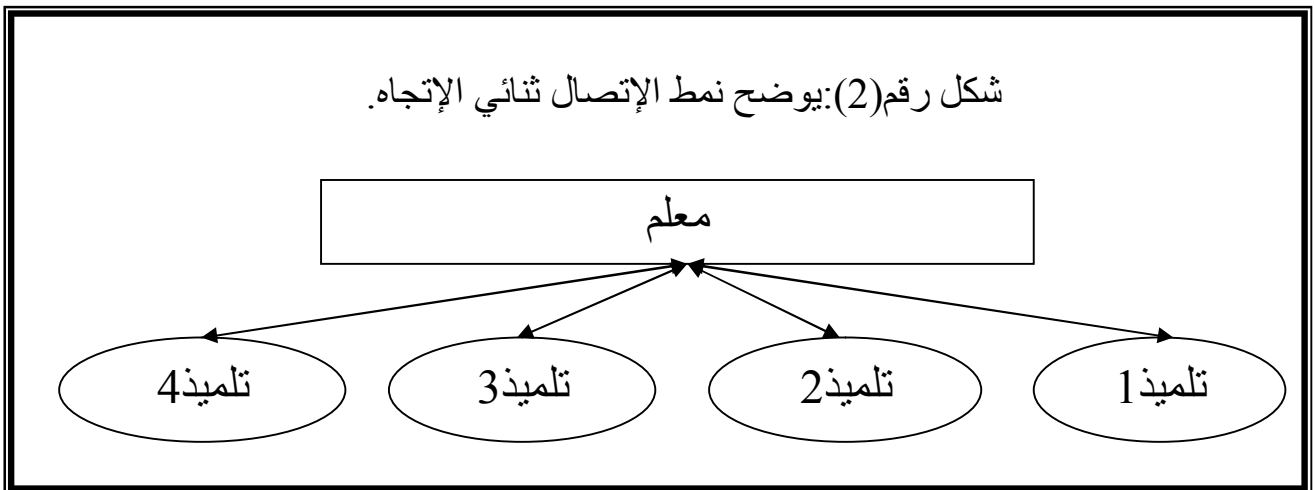 شكل رقم(2):يوضح نمط الإتصال ثنائي الإتجاه.
معلم
تلميذ1
تلميذ2
تلميذ3
تلميذ4